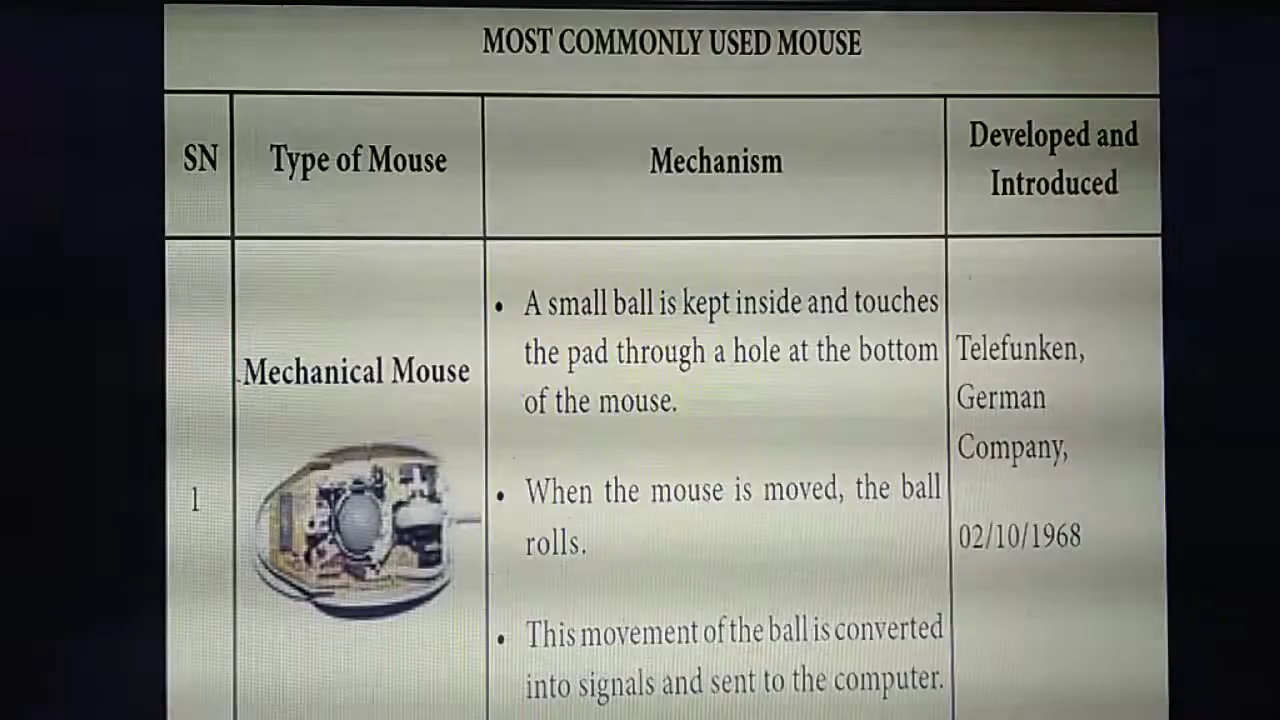 MOST COMMONLY USED MOUSE
SN
Type of Mouse
Mechanism
Developed and
Introduced
1
Mechanical Mouse
• A small ball is kept inside and touches
the pad through a hole at the bottom
of the mouse.
• When the mouse is moved, the ball
rolls.
• This movement of the ball is converted
into signals and sent to the computer.
Telefunken,
German
Company,
02/10/1968